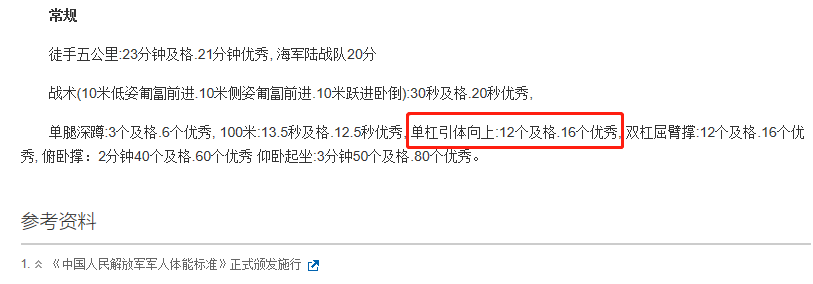 常规
徒手五公里:23分钟及格.21分钟优秀, 海军陆战队20分
战术(10米低姿匍匐前进.10米侧姿匍匐前进.10米跃进卧倒):30秒及格.20秒优秀,
单腿深蹲:3个及格.6个优秀, 100米:13.5秒及格.12.5秒优秀, 单杠引体向上:12个及格.16个优秀, 双杠屈臂撑:12个及格.16个优
秀, 俯卧撑：2分钟40个及格.60个优秀 仰卧起坐:3分钟50个及格.80个优秀。
参考资料
1. 《中国人民解放军军人体能标准》正式颁发施行